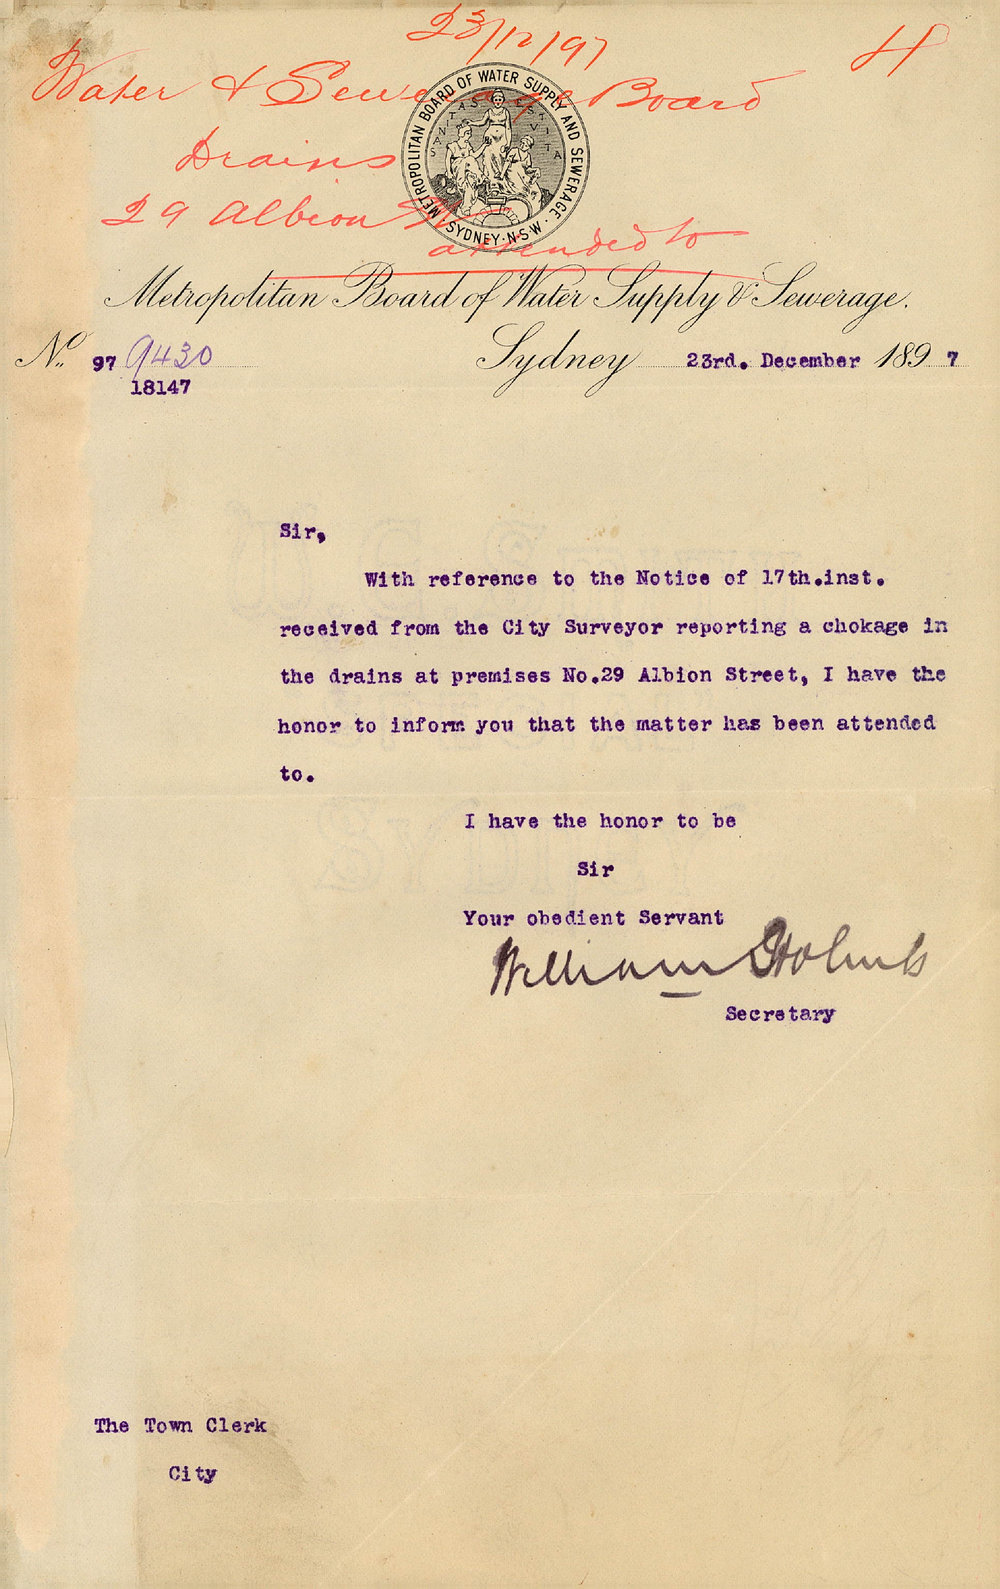 23/12/97
H
Water & Sewerage Board
Drains
29 Albion
attended to
METROPOLITAN BOARD OF WATER SUPPLY AND SEWERAGE.
SYDNEY·N·S·W·
SANITAS
VITA
Metropolitan Board of Water Supply & Sewerage.
No. 97 9430
18147
Sydney 23rd. December 1897
Sir,
With reference to the Notice of 17th.inst.
received from the City Surveyor reporting a chokage in
the drains at premises No.29 Albion Street, I have the
honor to inform you that the matter has been attended
to.
I have the honor to be
Sir
Your obedient Servant
William Holmes
Secretary
The Town Clerk
City